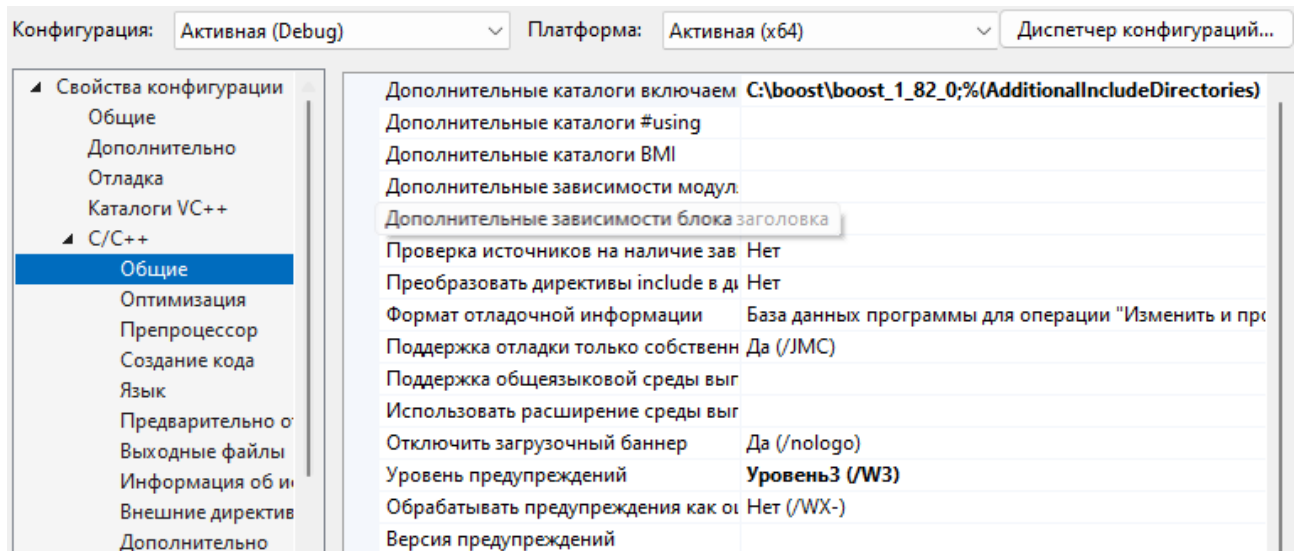 Конфигурация: Активная (Debug) Платформа: Активная (x64) Диспетчер конфигураций...
Свойства конфигурации
Общие
Дополнительно
Отладка
Каталоги VC++
C/C++
Общие
Оптимизация
Препроцессор
Создание кода
Язык
Предварительно о
Выходные файлы
Информация об и
Внешние директив
Дополнительно
Дополнительные каталоги включаем C:\boost\boost_1_82_0;%(AdditionalIncludeDirectories)
Дополнительные каталоги #using
Дополнительные каталоги BMI
Дополнительные зависимости модул
Дополнительные зависимости блока заголовка
Проверка источников на наличие зав Нет
Преобразовать директивы include в ди Нет
Формат отладочной информации База данных программы для операции "Изменить и про
Поддержка отладки только собственн Да (/JMC)
Поддержка общеязыковой среды вып
Использовать расширение среды вып
Отключить загрузочный баннер Да (/nologo)
Уровень предупреждений Уровень3 (/W3)
Обрабатывать предупреждения как ош Нет (/WX-)
Версия предупреждений